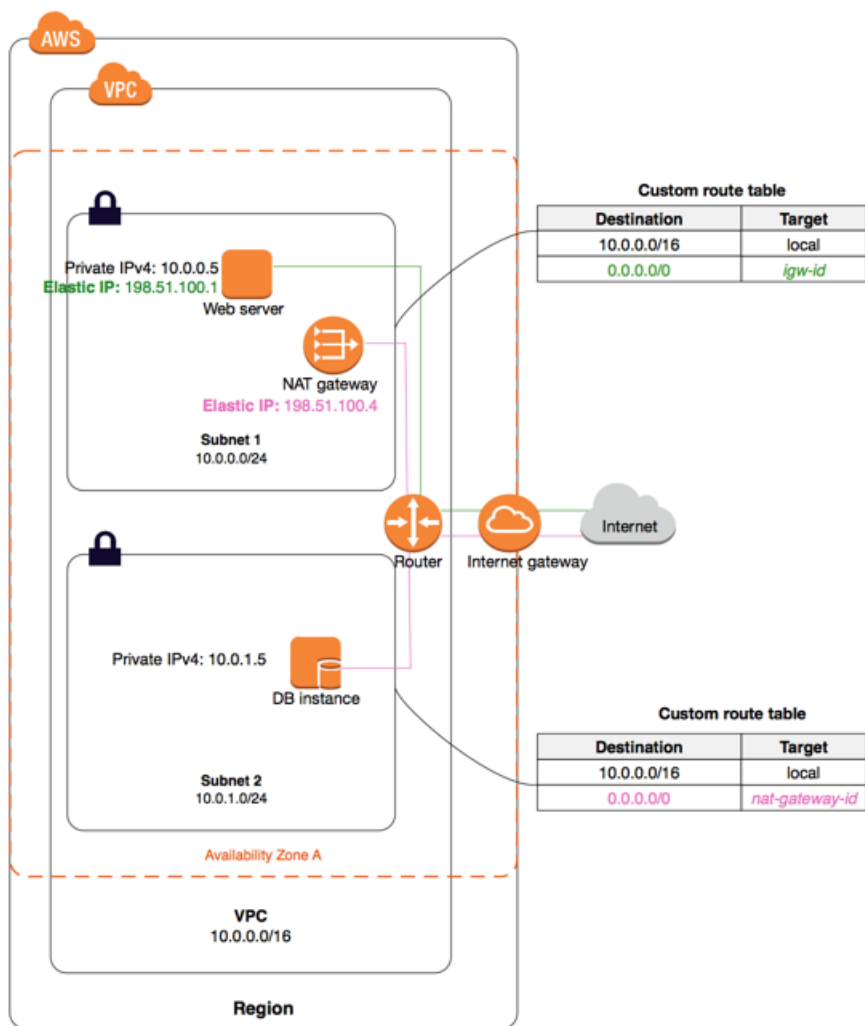 AWS
VPC
Private IPv4: 10.0.0.5
Elastic IP: 198.51.100.1
Web server
NAT gateway
Elastic IP: 198.51.100.4
Subnet 1
10.0.0.0/24
Custom route table
Destination Target
10.0.0.0/16 local
0.0.0.0/0 igw-id
Router
Internet gateway
Internet
Private IPv4: 10.0.1.5
DB instance
Subnet 2
10.0.1.0/24
Custom route table
Destination Target
10.0.0.0/16 local
0.0.0.0/0 nat-gateway-id
Availability Zone A
VPC
10.0.0.0/16
Region